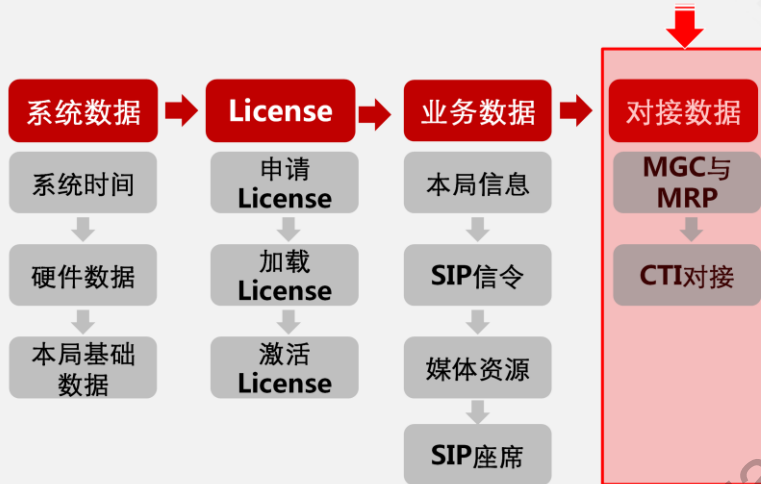 系统数据
License
业务数据
对接数据
系统时间
硬件数据
本局基础
数据
申请
License
加载
License
激活
License
本局信息
SIP信令
媒体资源
SIP座席
MGC与
MRP
CTI对接